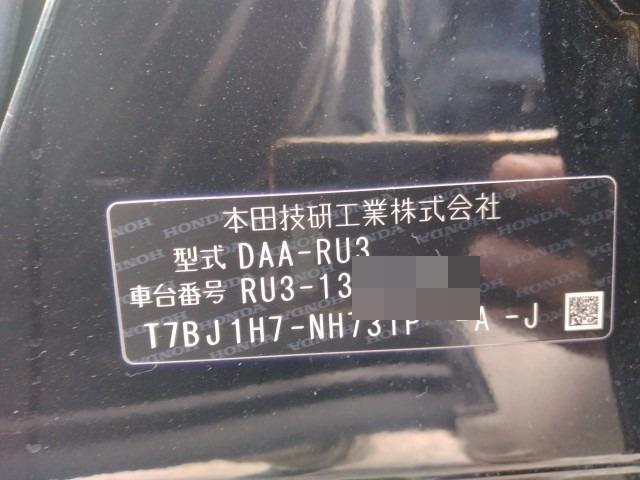 本田技研工業株式会社
型式 DAA-RU3
車台番号 RU3-13
T7BJ1H7-NH731P A -J